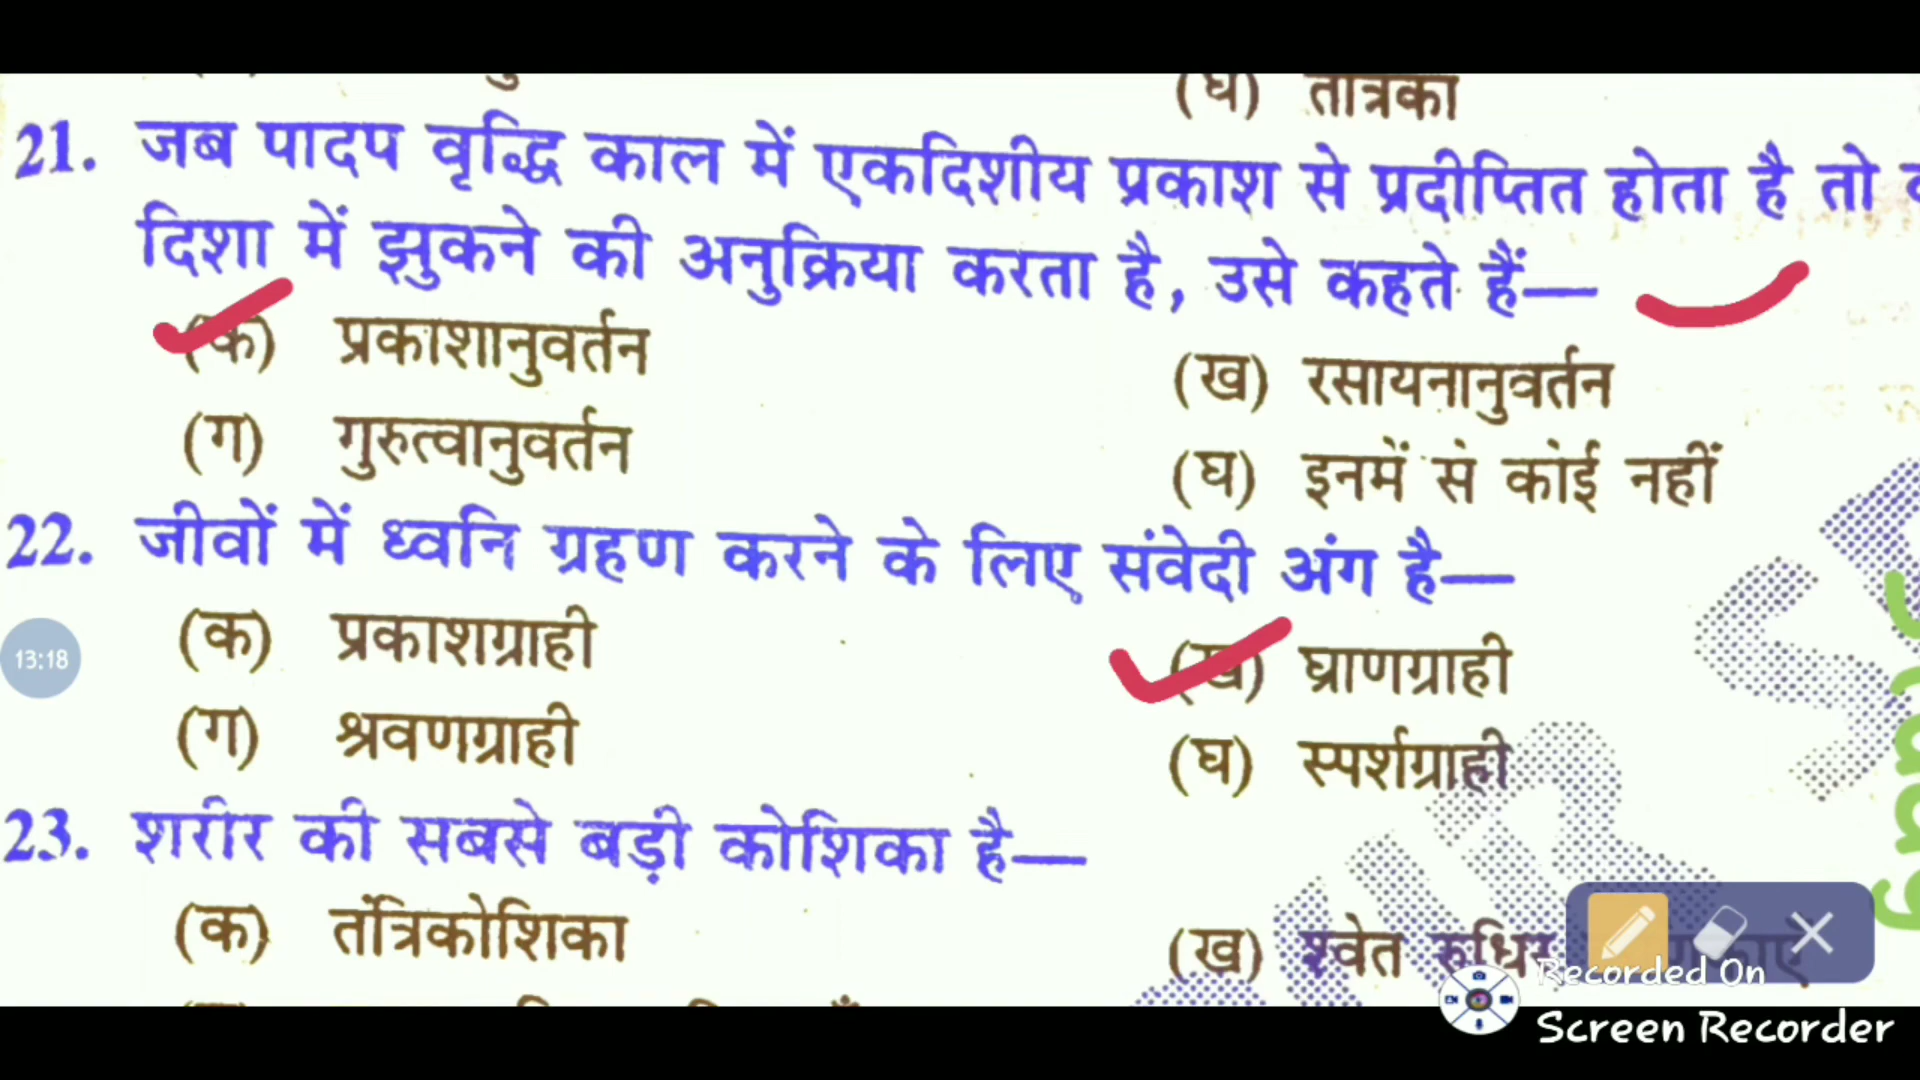 (घ) तंत्रिका
21. जब पादप वृद्धि काल में एकदिशीय प्रकाश से प्रदीप्तित होता है तो
दिशा में झुकने की अनुक्रिया करता है, उसे कहते हैं—
(क) प्रकाशानुवर्तन (ख) रसायनानुवर्तन
(ग) गुरुत्वानुवर्तन (घ) इनमें से कोई नहीं
22. जीवों में ध्वनि ग्रहण करने के लिए संवेदी अंग है—
(क) प्रकाशग्राही (ख) घ्राणग्राही
13:18
(ग) श्रवणग्राही (घ) स्पर्शग्राही
23. शरीर की सबसे बड़ी कोशिका है—
(क) तंत्रिकोशिका (ख) श्वेत रुधिर
Recorded On
Screen Recorder